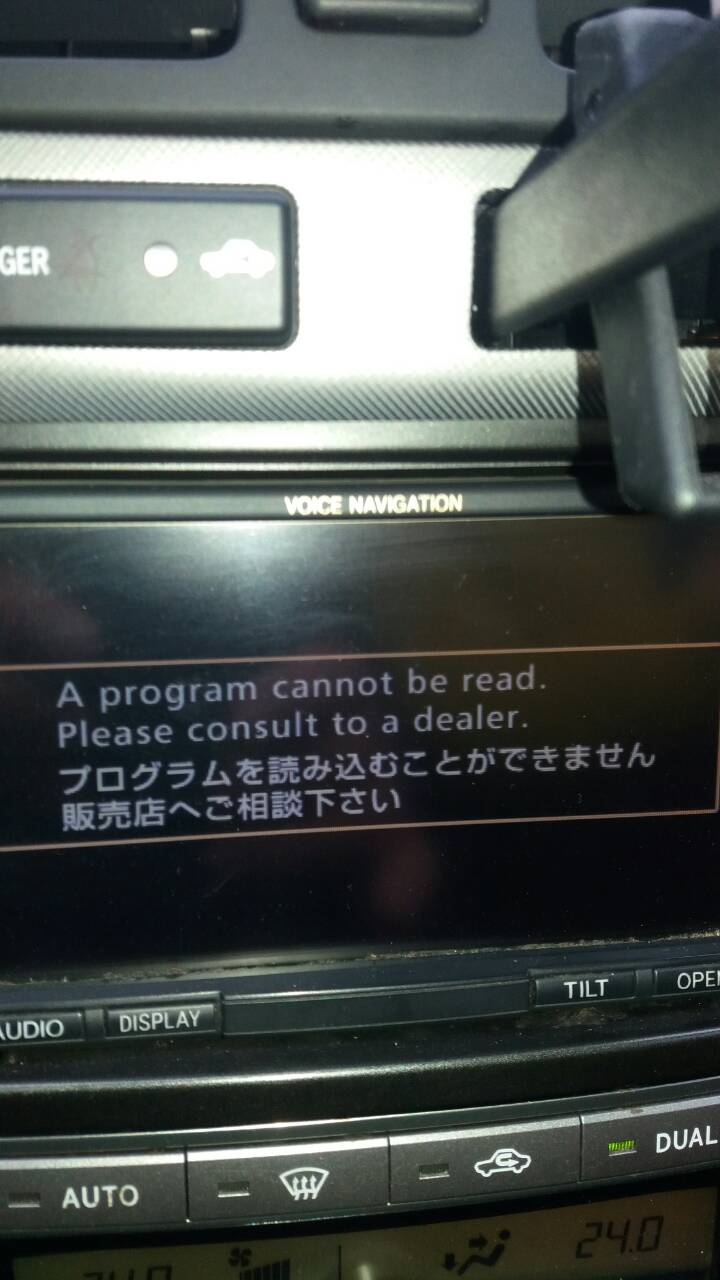 GER
VOICE NAVIGATION
A program cannot be read.
Please consult to a dealer.
プログラムを読み込むことができません
販売店へご相談下さい
AUDIO
DISPLAY
TILT
OPE
AUTO
DUAL
24.0
24.0